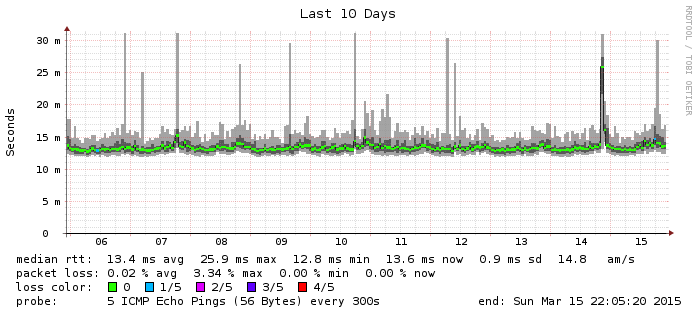 Last 10 Days
RRDTOOL / TOBI OETIKER
Seconds
30 m
25 m
20 m
15 m
10 m
5 m
0
06 07 08 09 10 11 12 13 14 15
median rtt: 13.4 ms avg 25.9 ms max 12.8 ms min 13.6 ms now 0.9 ms sd 14.8 am/s
packet loss: 0.02 % avg 3.34 % max 0.00 % min 0.00 % now
loss color: 0 1/5 2/5 3/5 4/5
probe: 5 ICMP Echo Pings (56 Bytes) every 300s end: Sun Mar 15 22:05:20 2015